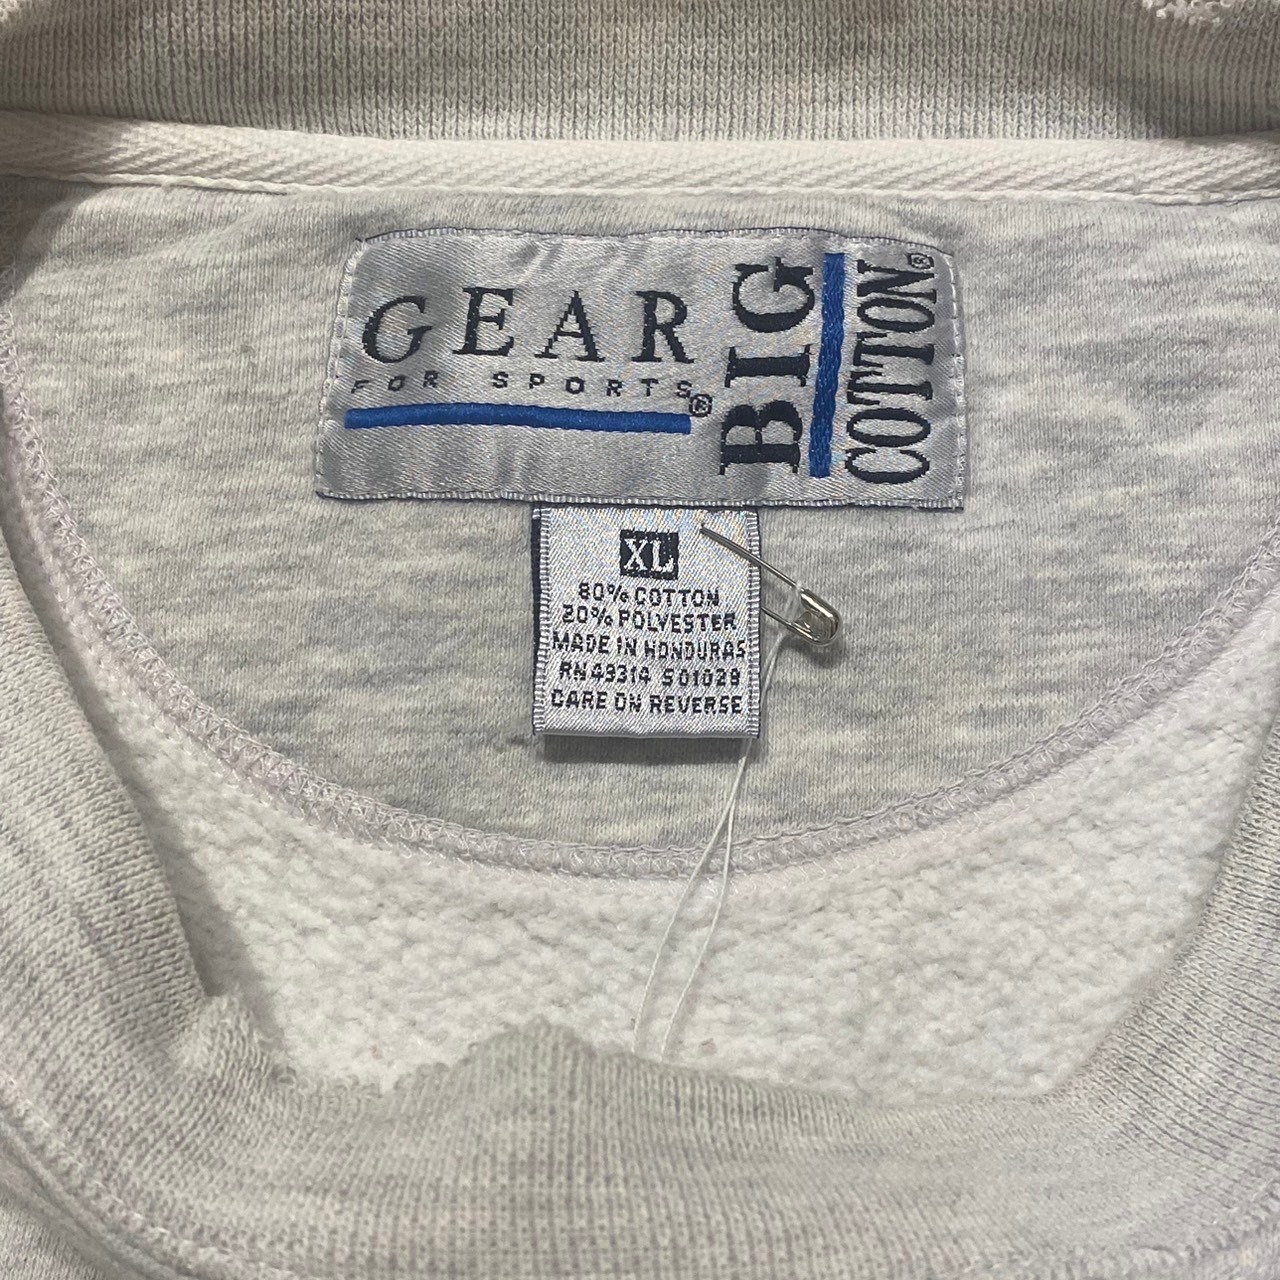 GEAR
FOR SPORTS®
BIG
COTTON®
XL
80% COTTON
20% POLYESTER
MADE IN HONDURAS
RN 49314 S01029
CARE ON REVERSE